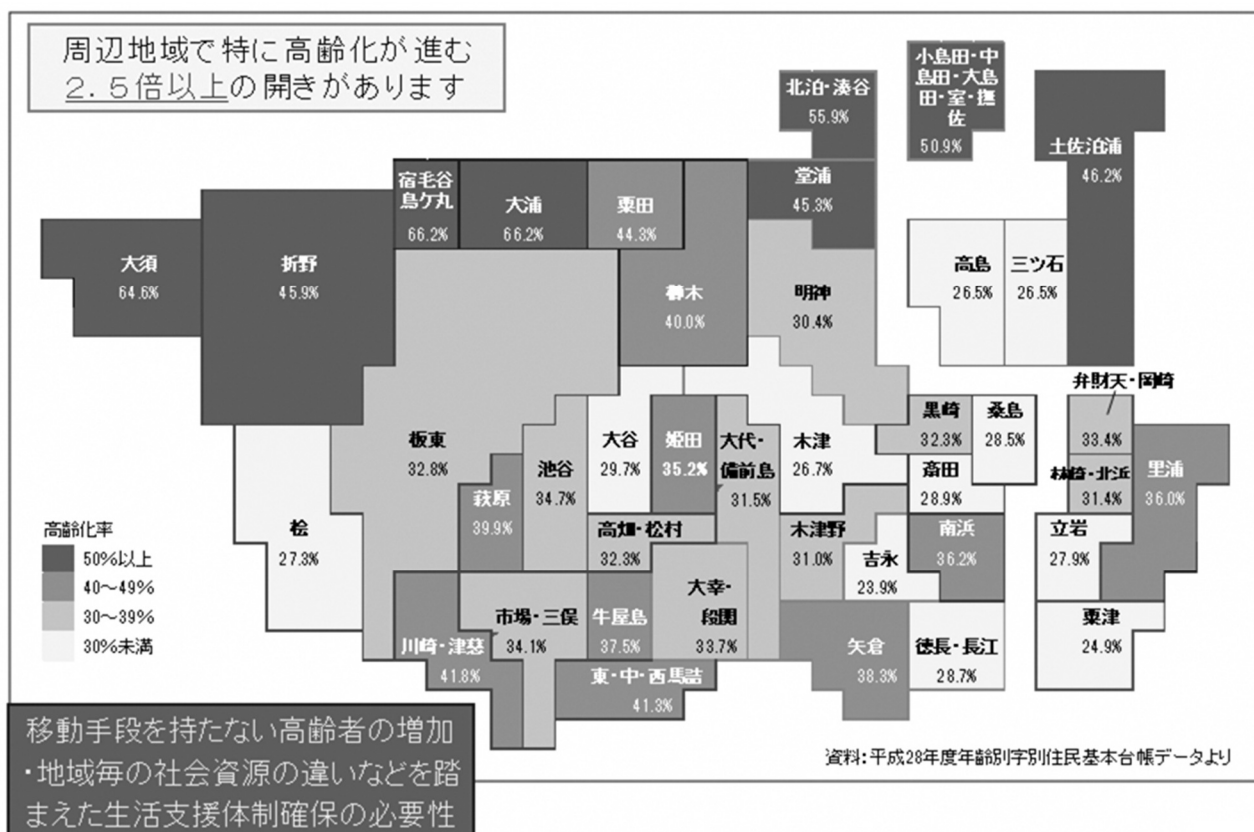 周辺地域で特に高齢化が進む
2.5倍以上の開きがあります
小島田・中
島田・大島
田・室・撫
佐
50.9%
北泊・湊谷
55.9%
土佐泊浦
46.2%
宿毛谷
鳥ケ丸
66.2%
大浦
66.2%
粟田
44.3%
堂浦
45.3%
大須
64.6%
折野
45.9%
櫛木
40.0%
明神
30.4%
高島
26.5%
三ツ石
26.5%
弁財天・岡崎
33.4%
板東
32.8%
池谷
34.7%
大谷
29.7%
姫田
35.2%
大代・
備前島
31.5%
木津
26.7%
黒崎
32.3%
桑島
28.5%
斎田
28.9%
林崎・北浜
31.4%
里浦
36.0%
萩原
39.9%
桧
27.3%
高畑・松村
32.3%
木津野
31.0%
吉永
23.9%
南浜
36.2%
立岩
27.9%
高齢化率
50%以上
40～49%
30～39%
30%未満
市場・三俣
34.1%
牛屋島
37.5%
大幸・
段関
33.7%
川崎・津慈
41.8%
東・中・西馬詰
41.3%
矢倉
38.3%
徳長・長江
28.7%
粟津
24.9%
移動手段を持たない高齢者の増加
・地域毎の社会資源の違いなどを踏
まえた生活支援体制確保の必要性
資料：平成28年度年齢別字別住民基本台帳データより